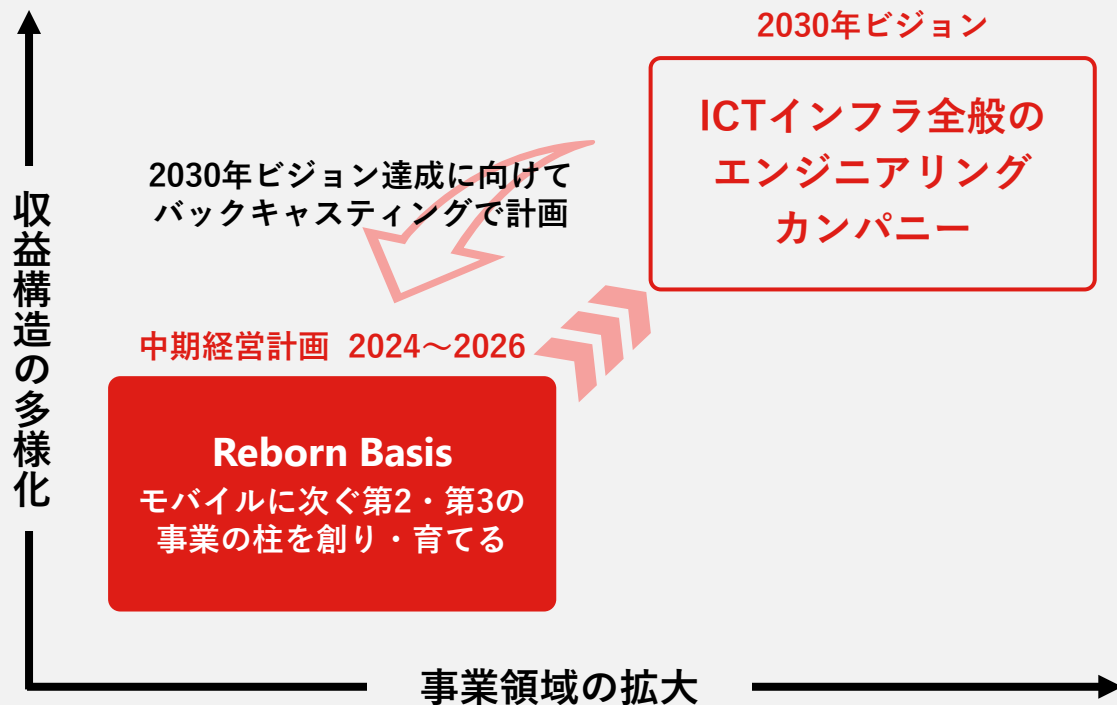 2030年ビジョン
ICTインフラ全般の
エンジニアリング
カンパニー
2030年ビジョン達成に向けて
バックキャスティングで計画
収益構造の多様化
中期経営計画 2024〜2026
Reborn Basis
モバイルに次ぐ第2・第3の
事業の柱を創り・育てる
事業領域の拡大